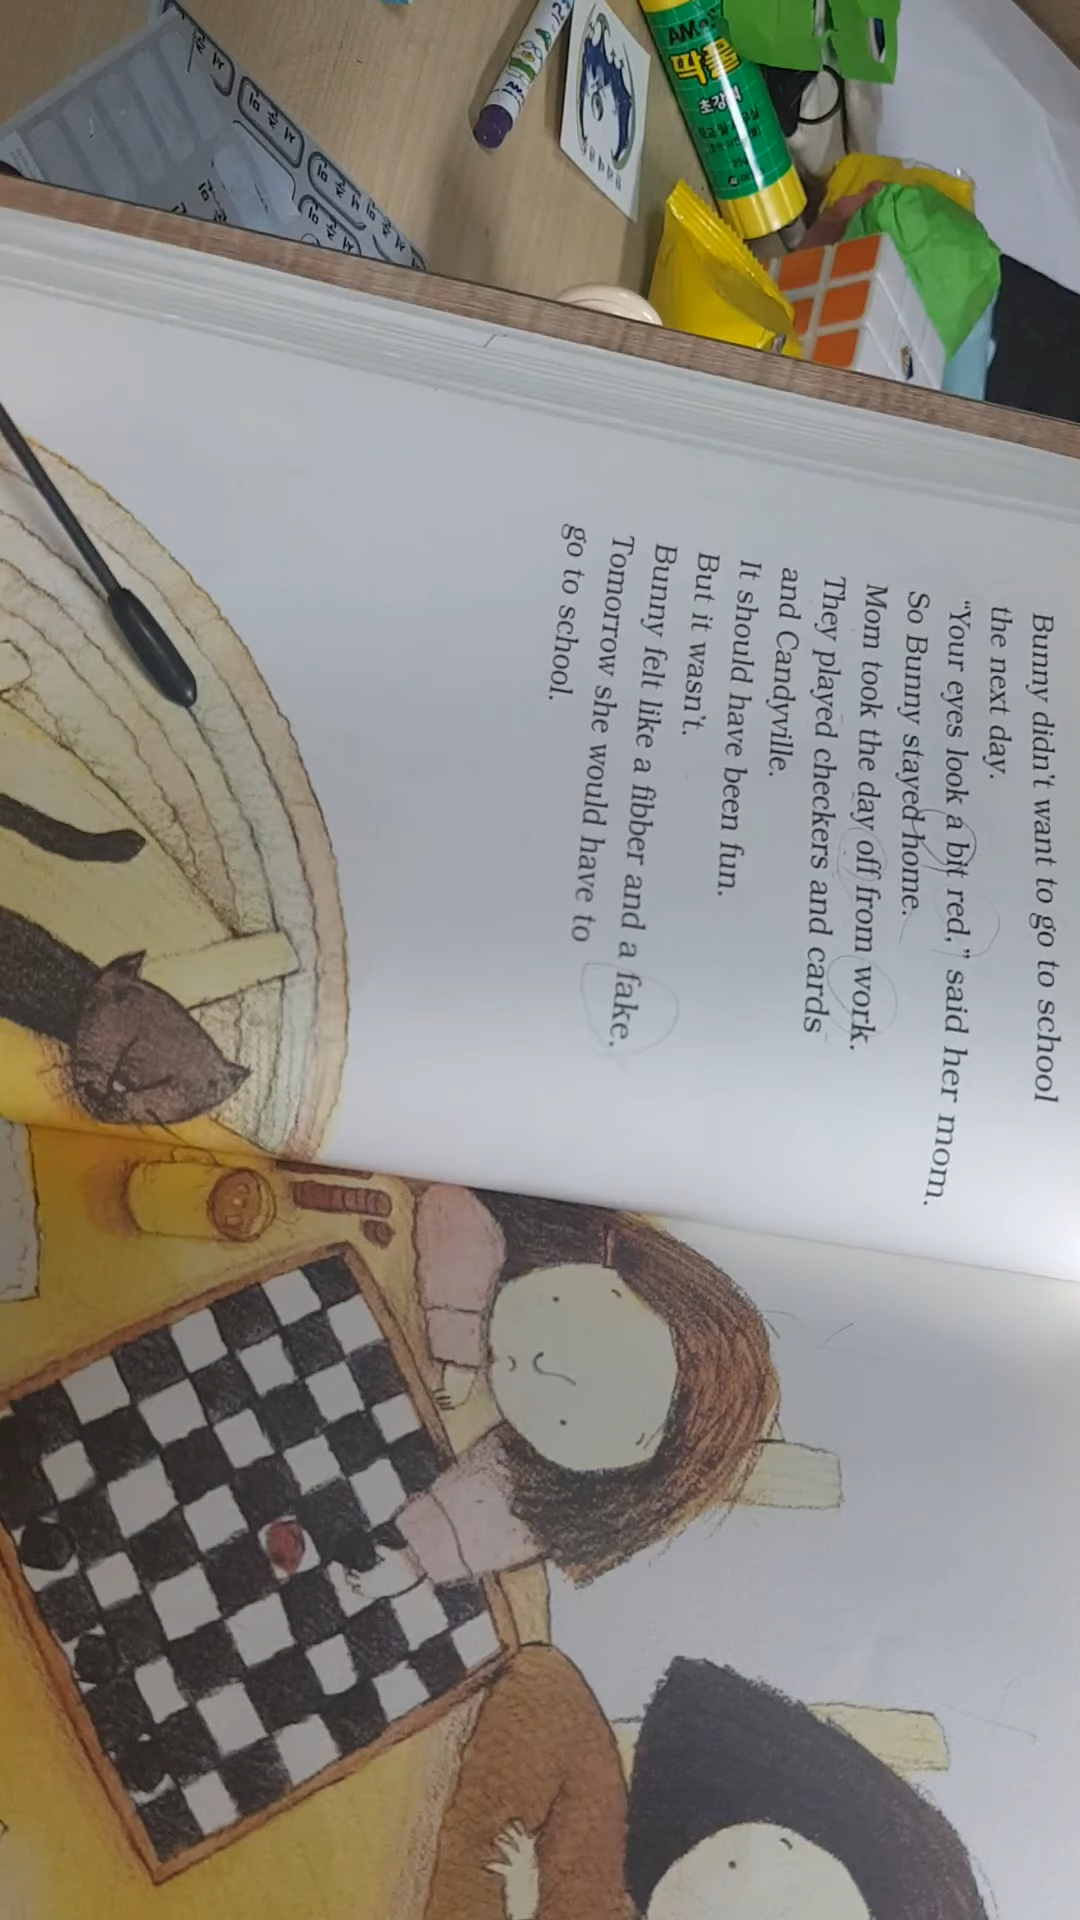 Bunny didn't want to go to school
the next day.
"Your eyes look a bit red," said her mom.
So Bunny stayed home.
Mom took the day off from work.
They played checkers and cards
and Candyville.
It should have been fun.
But it wasn't.
Bunny felt like a fibber and a fake.
Tomorrow she would have to
go to school.
딱풀